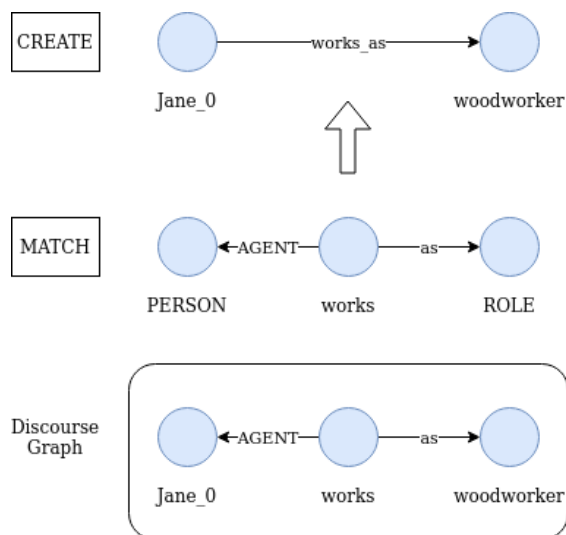 CREATE
works_as
Jane_0
woodworker
MATCH
AGENT
as
PERSON
works
ROLE
Discourse
Graph
AGENT
as
Jane_0
works
woodworker